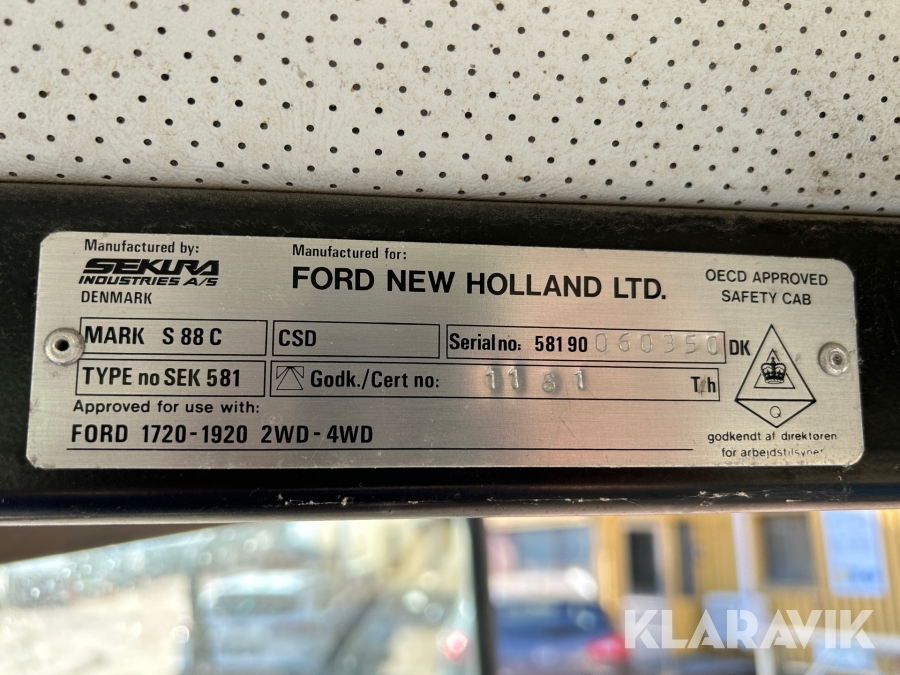 Manufactured by:
SEKURA
INDUSTRIES A/S
DENMARK
Manufactured for:
FORD NEW HOLLAND LTD.
OECD APPROVED
SAFETY CAB
MARK S 88 C
CSD
Serial no: 581 90 060350 DK
TYPE no SEK 581
Godk./Cert no: 1181 T/h
Approved for use with:
FORD 1720-1920 2WD-4WD
Q
godkendt af direktøren
for arbejdstilsynet
KLARAVIK